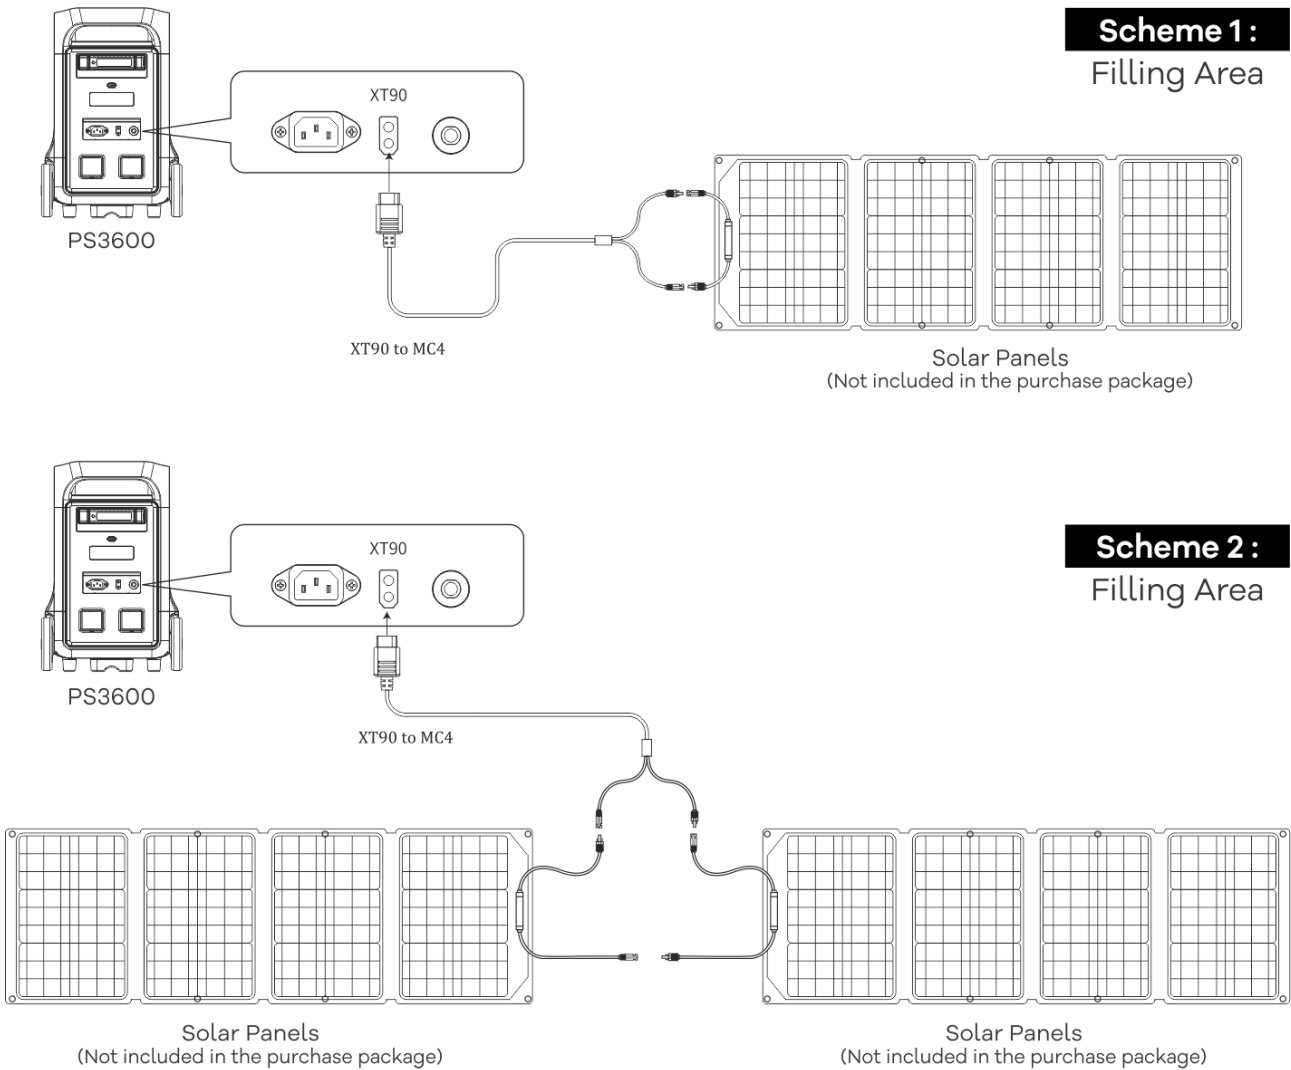 Scheme 1 :
Filling Area
XT90
PS3600
XT90 to MC4
Solar Panels
(Not included in the purchase package)
Scheme 2 :
Filling Area
XT90
PS3600
XT90 to MC4
Solar Panels
(Not included in the purchase package)
Solar Panels
(Not included in the purchase package)